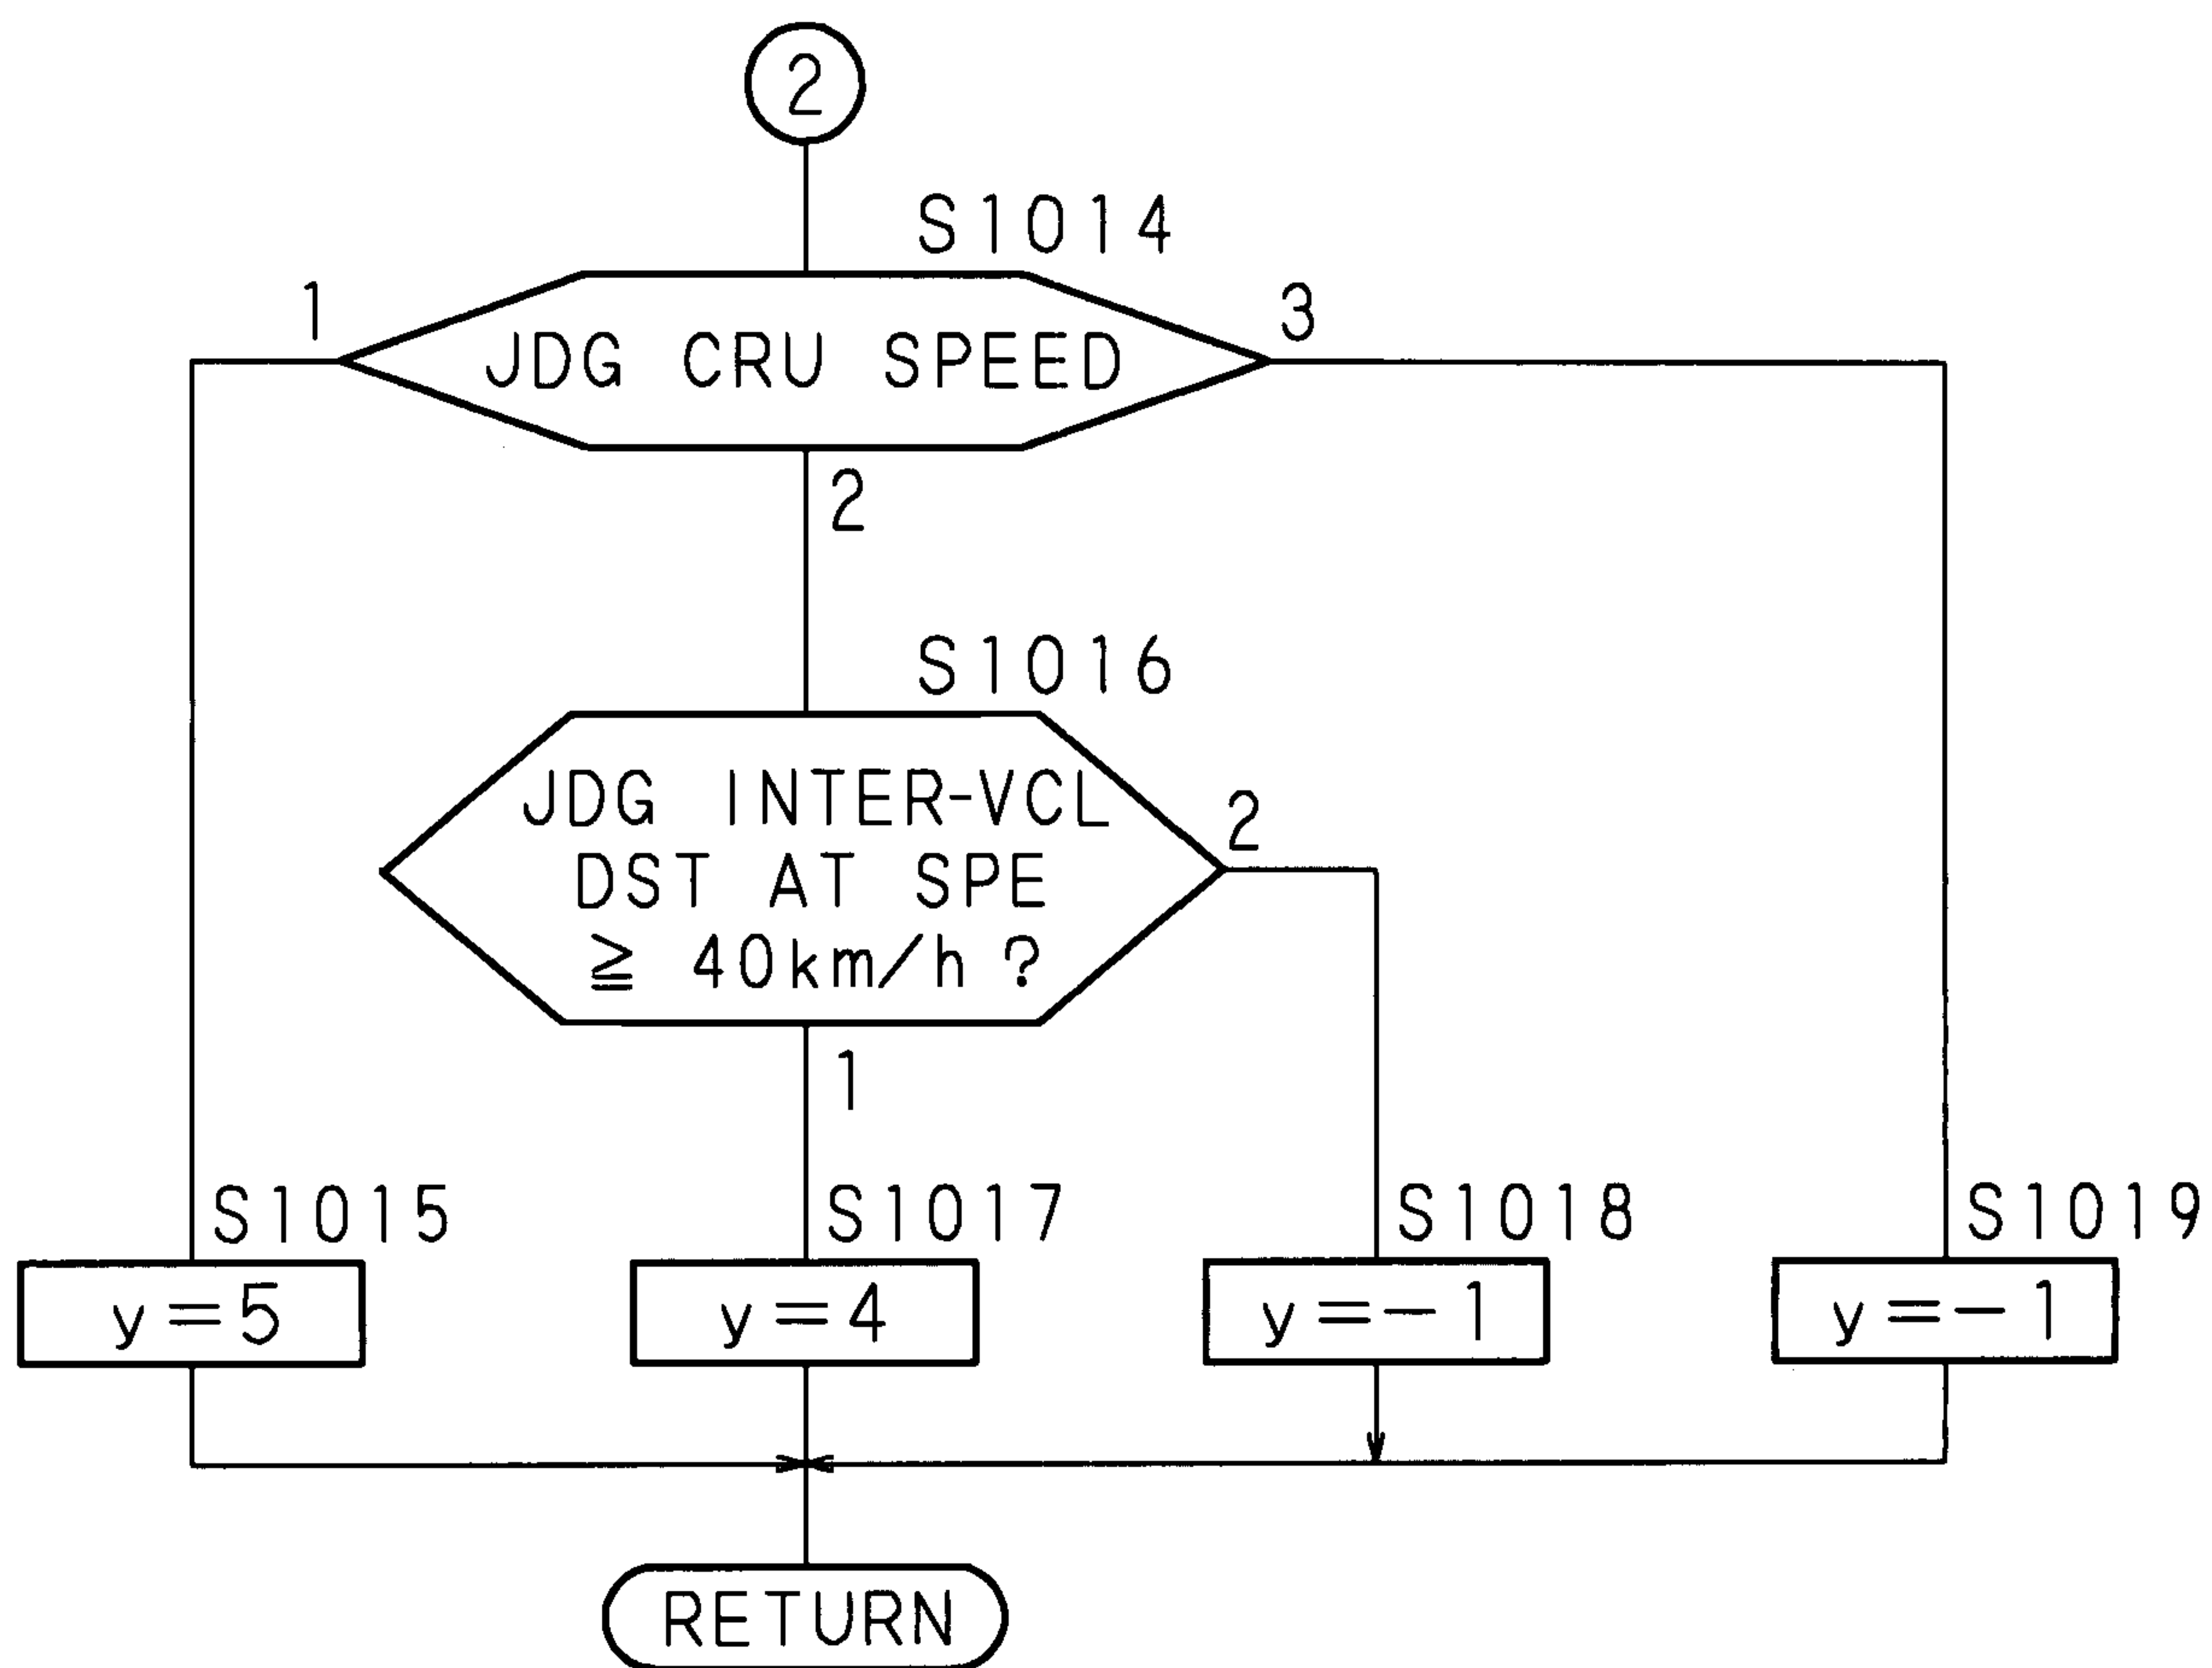 2
S1014
1
3
JDG CRU SPEED
2
S1016
JDG INTER-VCL
2
DST AT SPE
≧ 40km/h ?
1
S1015
S1017
S1018
S1019
y=5
y=4
y=-1
y=-1
RETURN